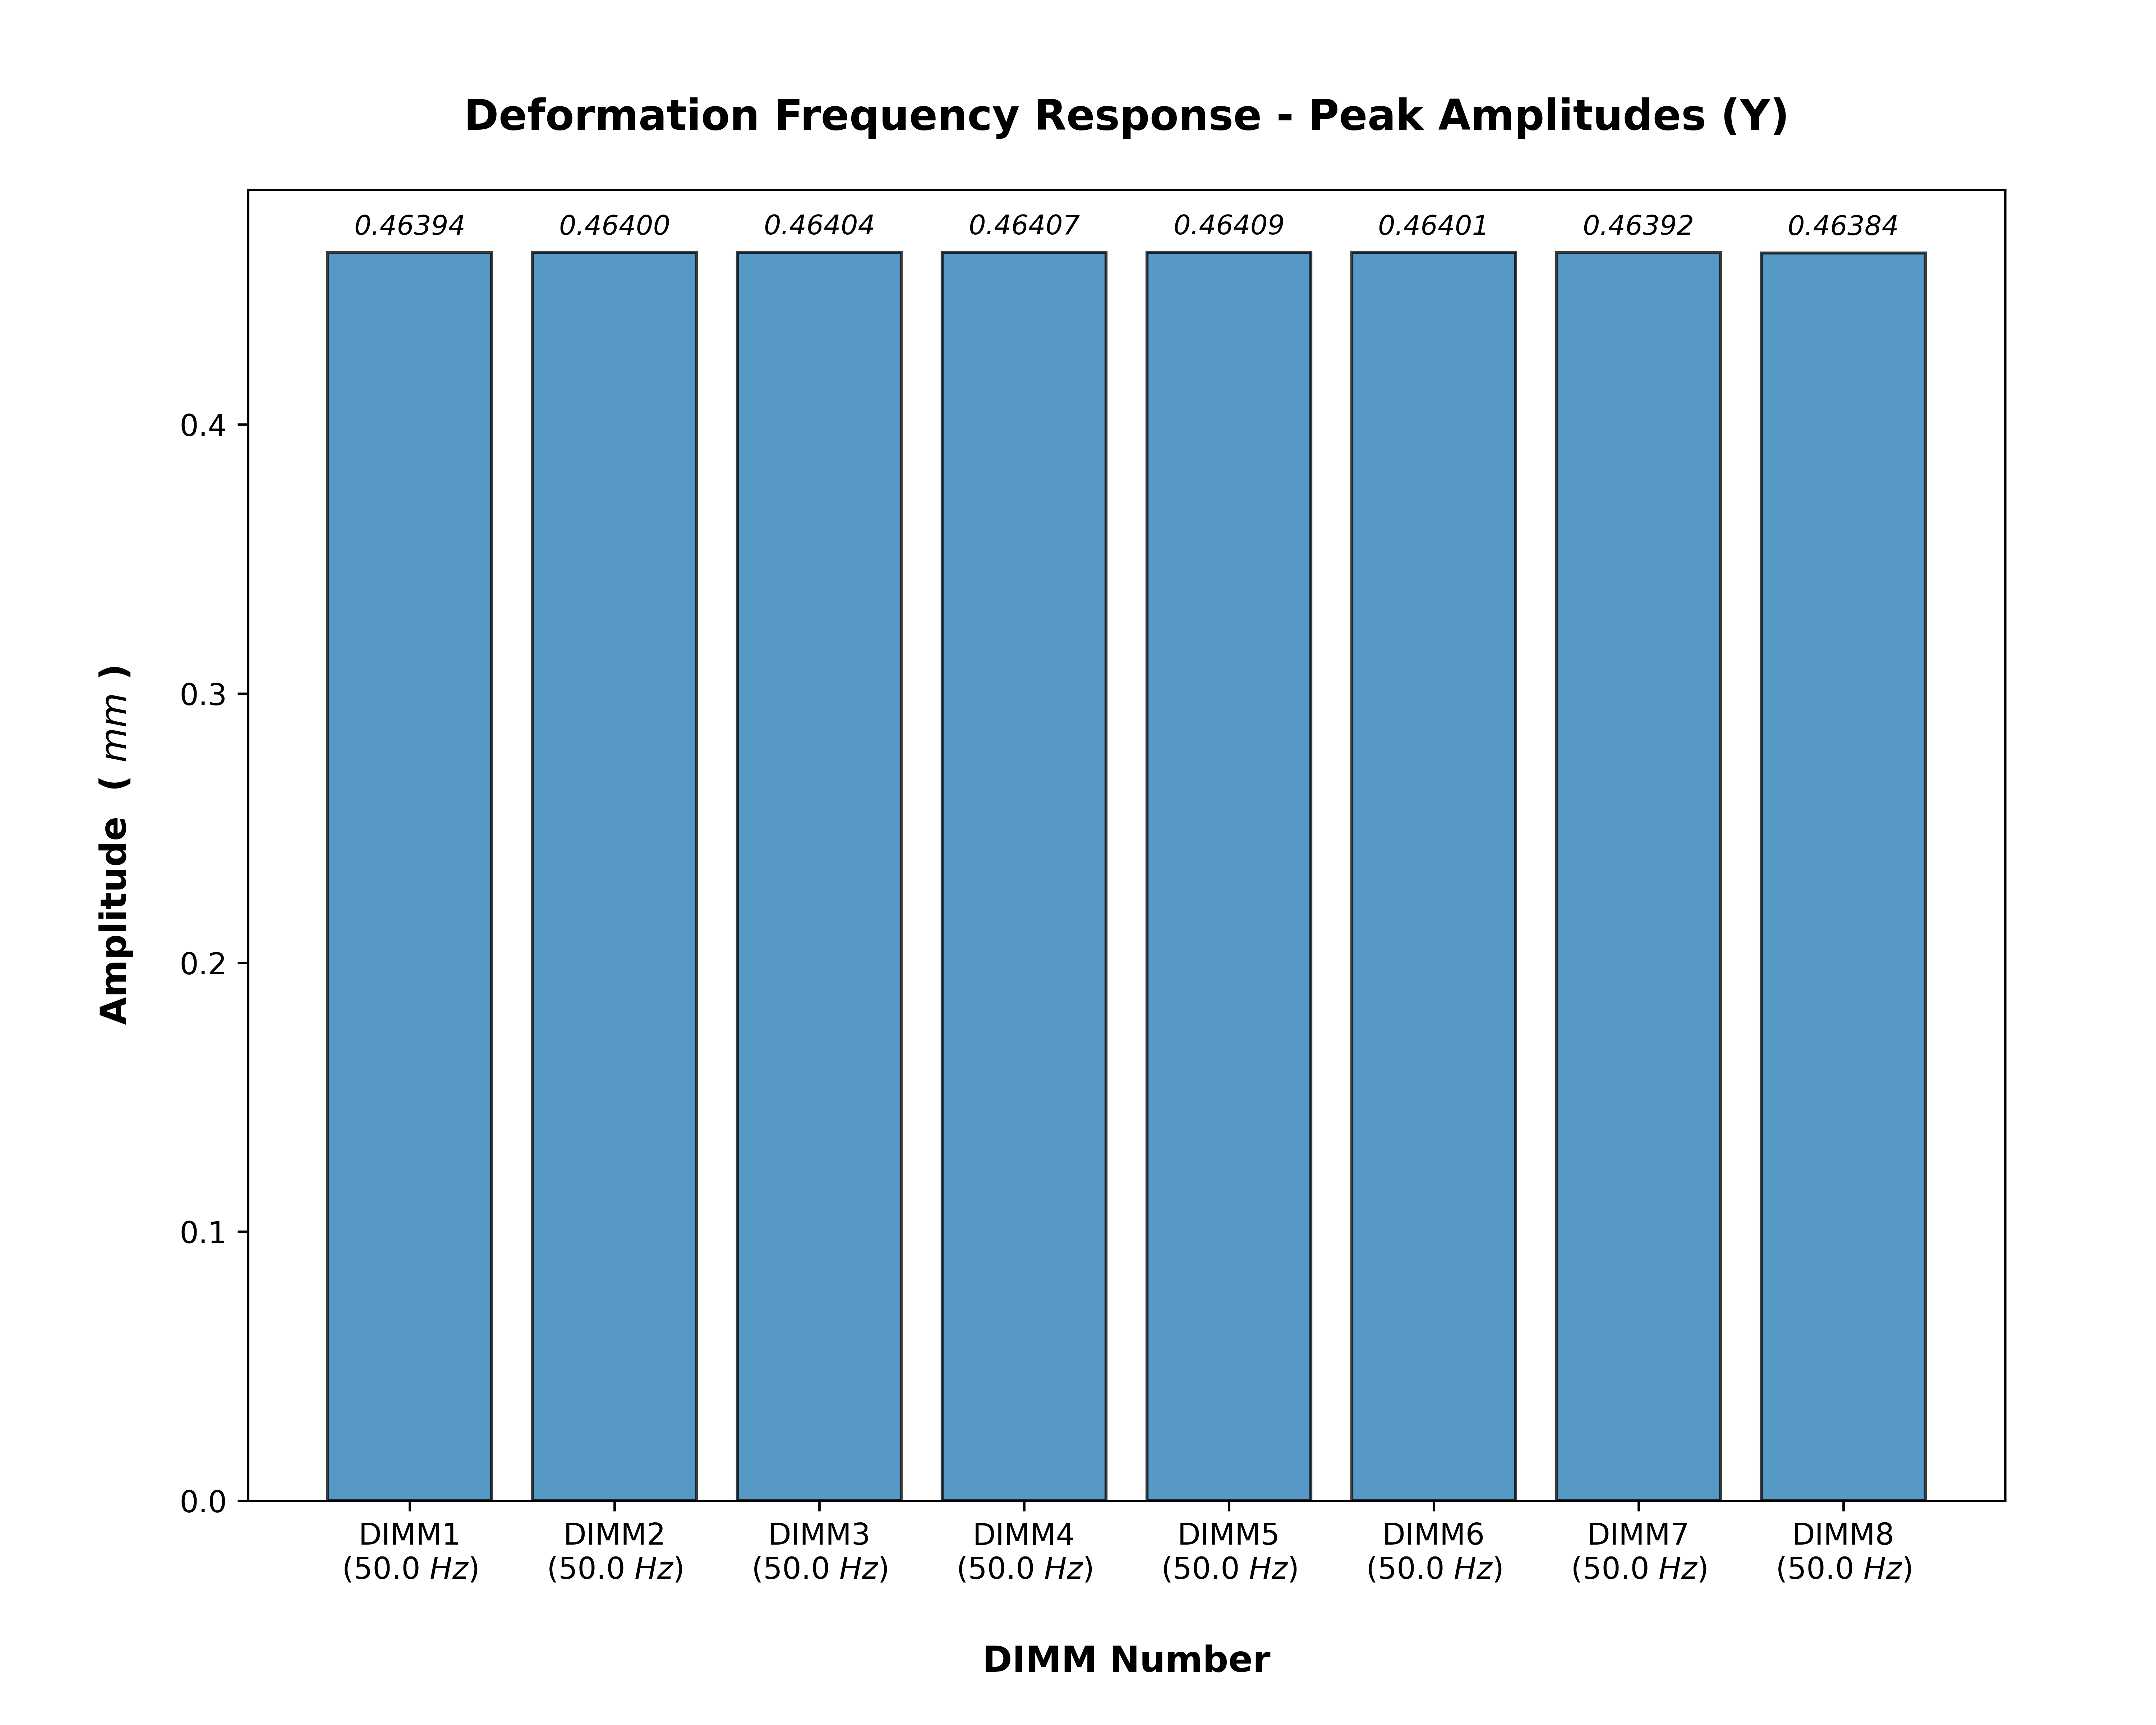 Deformation Frequency Response - Peak Amplitudes (Y)
0.46394 0.46400 0.46404 0.46407 0.46409 0.46401 0.46392 0.46384
0.4
0.3
0.2
0.1
0.0
Amplitude ( mm )
DIMM1 DIMM2 DIMM3 DIMM4 DIMM5 DIMM6 DIMM7 DIMM8
(50.0 Hz) (50.0 Hz) (50.0 Hz) (50.0 Hz) (50.0 Hz) (50.0 Hz) (50.0 Hz) (50.0 Hz)
DIMM Number